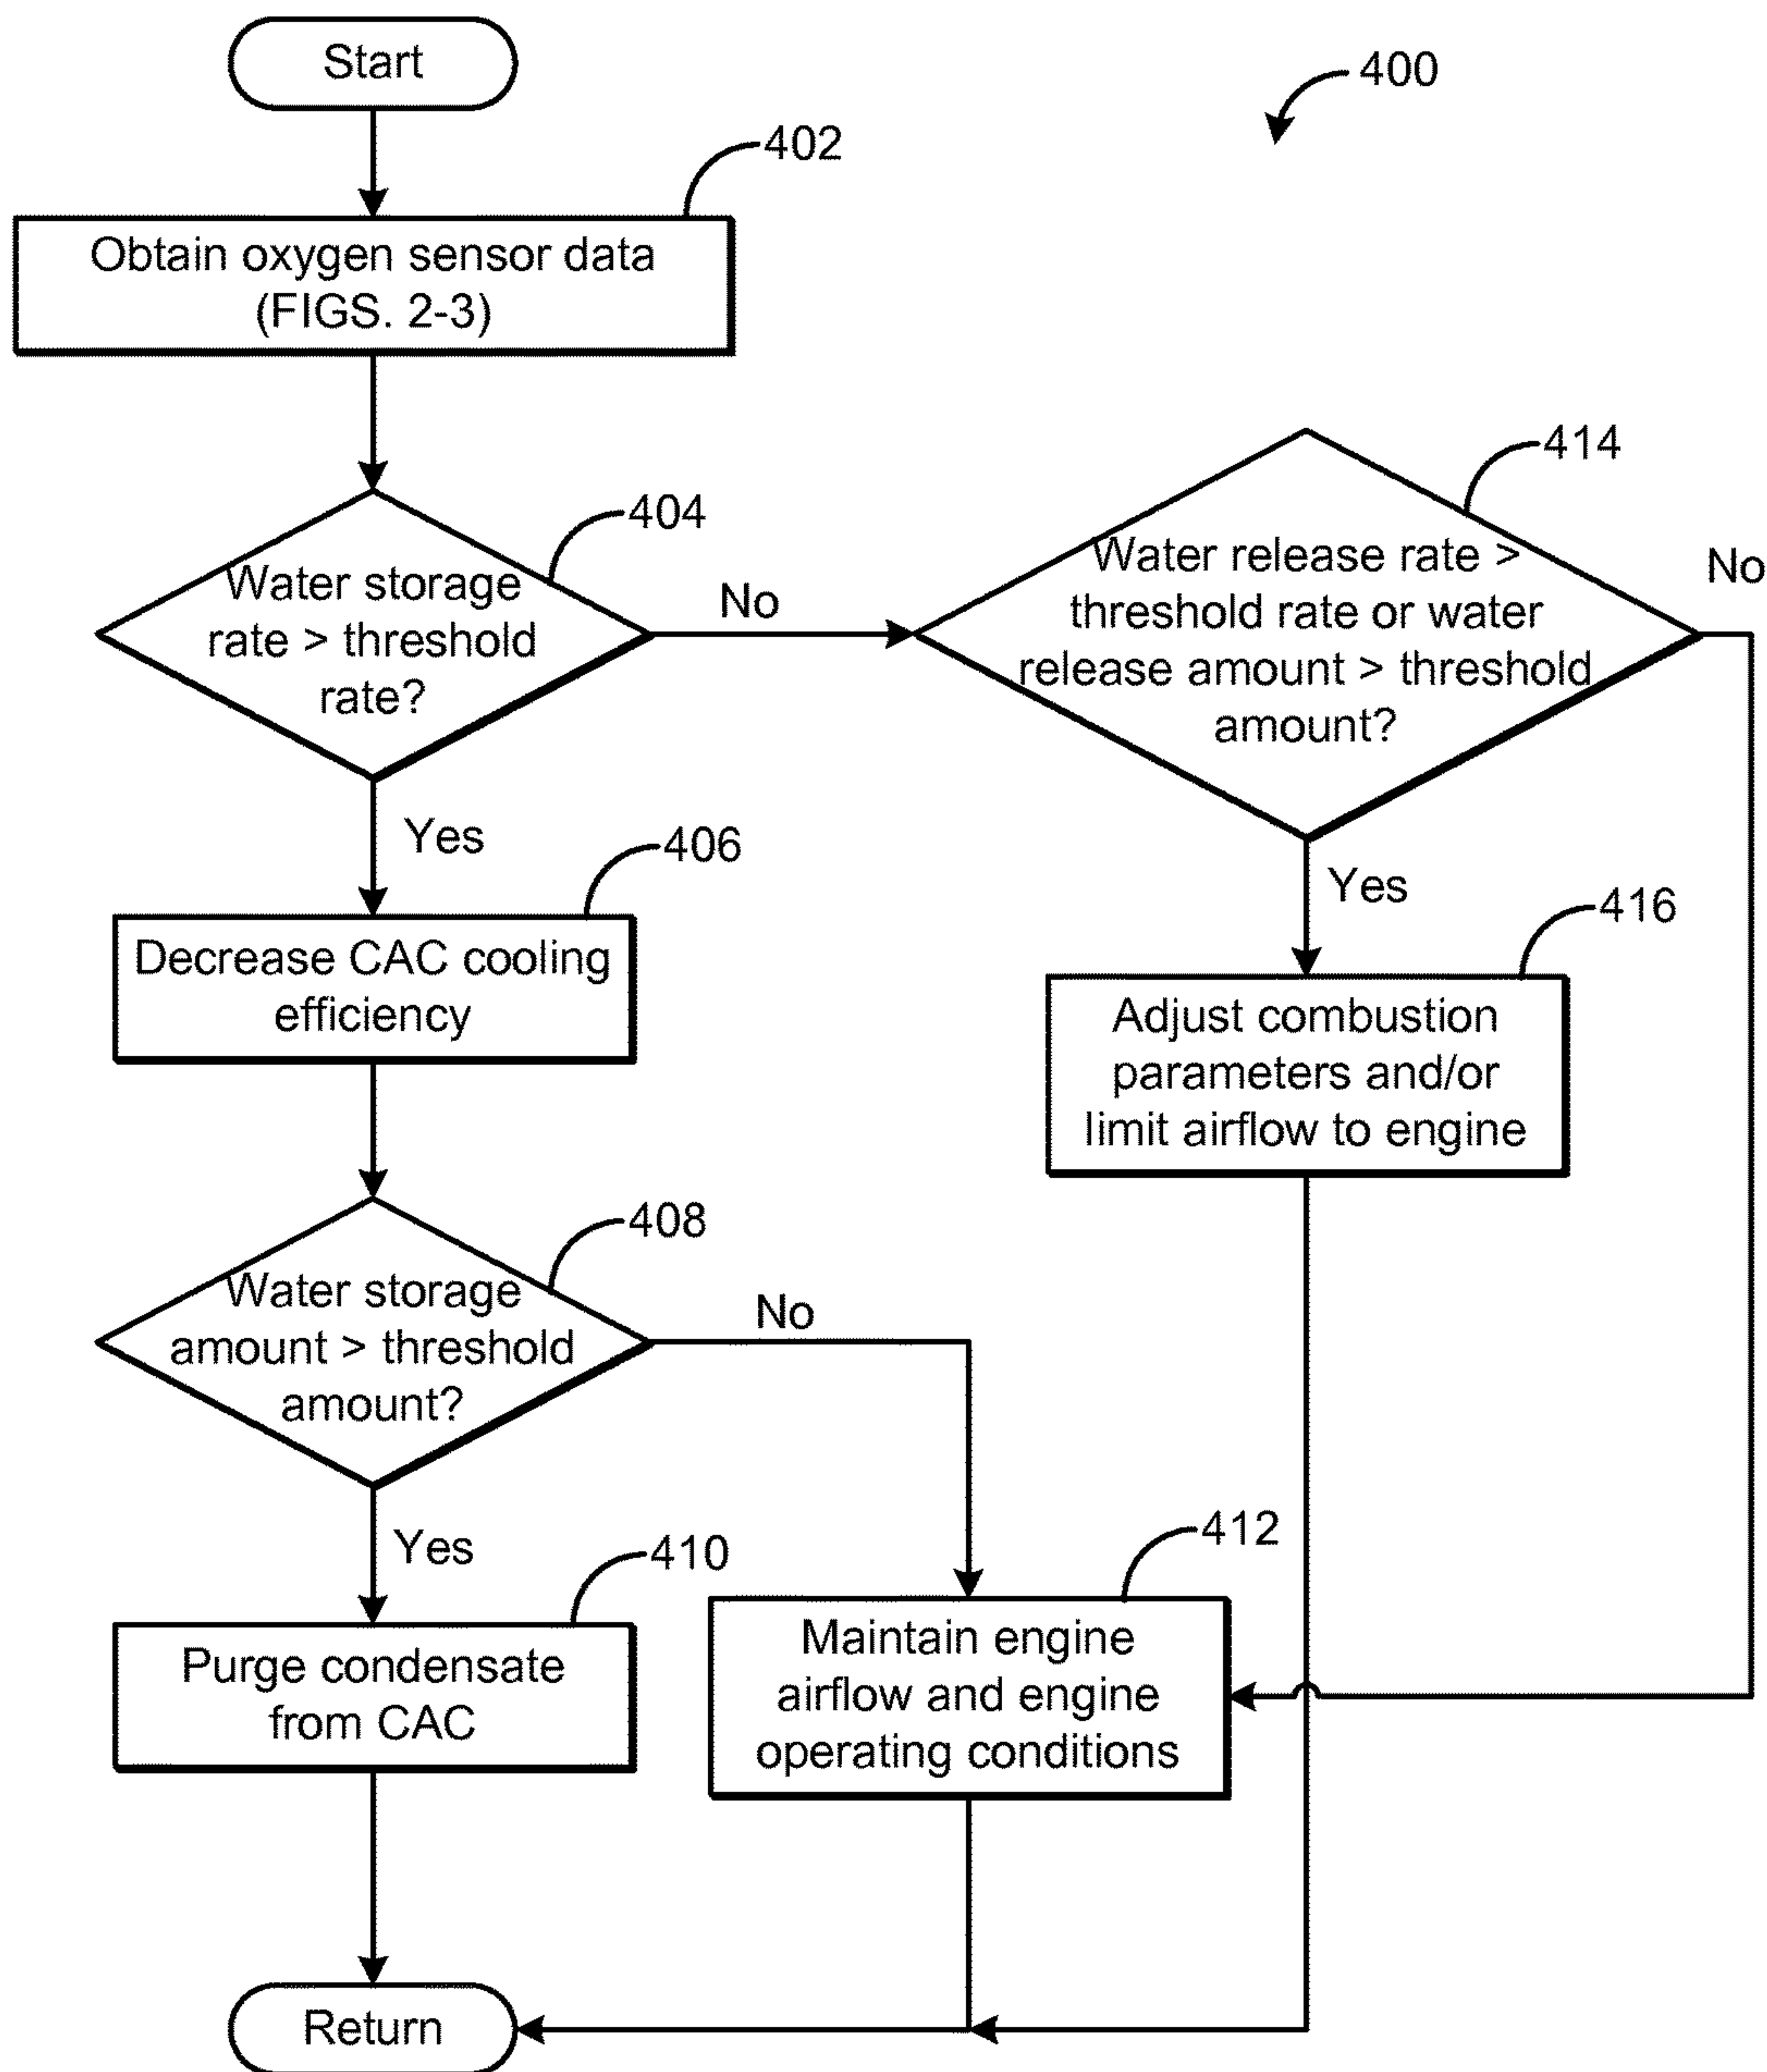 Start
400
402
Obtain oxygen sensor data
(FIGS. 2-3)
404
Water storage
rate > threshold
rate?
No
414
Water release rate >
threshold rate or water
release amount > threshold
amount?
No
Yes
406
Decrease CAC cooling
efficiency
Yes
416
Adjust combustion
parameters and/or
limit airflow to engine
408
Water storage
amount > threshold
amount?
No
Yes
410
Purge condensate
from CAC
412
Maintain engine
airflow and engine
operating conditions
Return